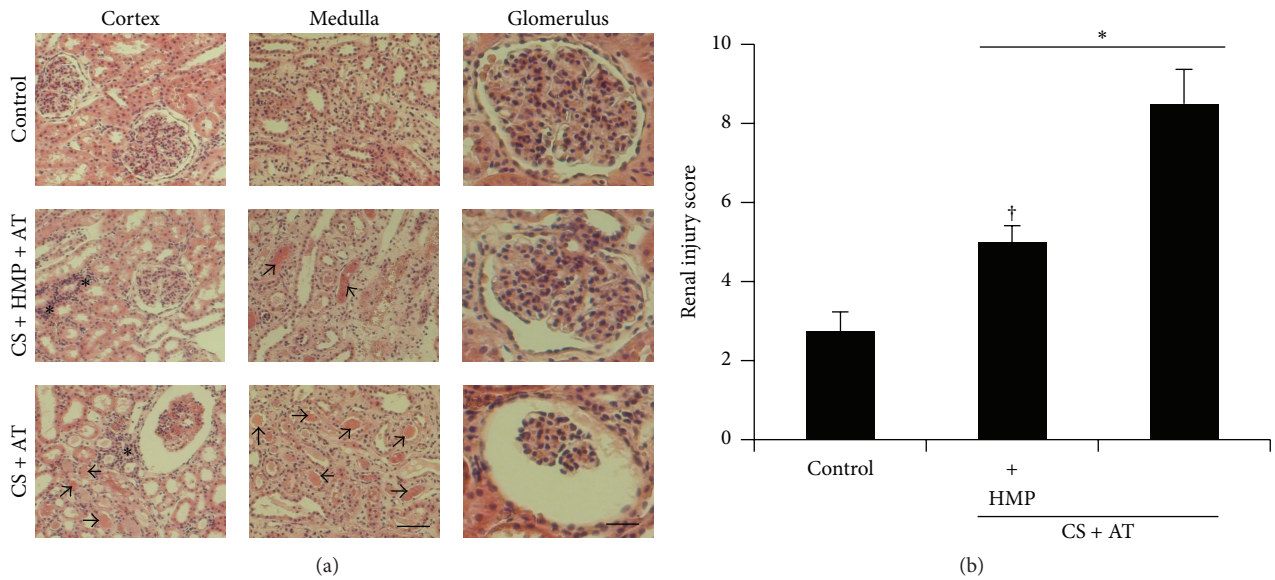 Cortex Medulla Glomerulus
Control
*
*
CS + HMP + AT
*
CS + AT
(a)
10
8
6
4
2
0
Renal injury score
*
†
Control
+
HMP
CS + AT
(b)